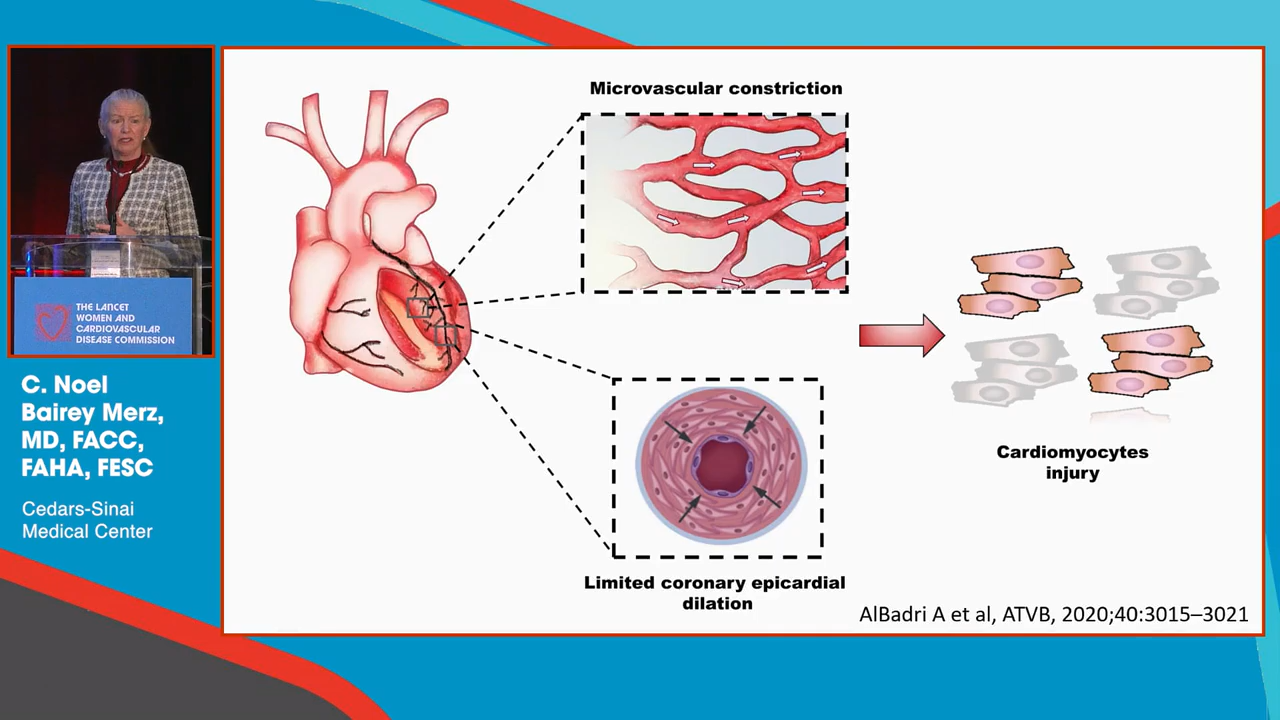 THE LANCET
WOMEN AND
CARDIOVASCULAR
DISEASE COMMISSION
C. Noel
Bairey Merz,
MD, FACC,
FAHA, FESC
Cedars-Sinai
Medical Center
Microvascular constriction
Limited coronary epicardial
dilation
Cardiomyocytes
injury
AlBadri A et al, ATVB, 2020;40:3015–3021